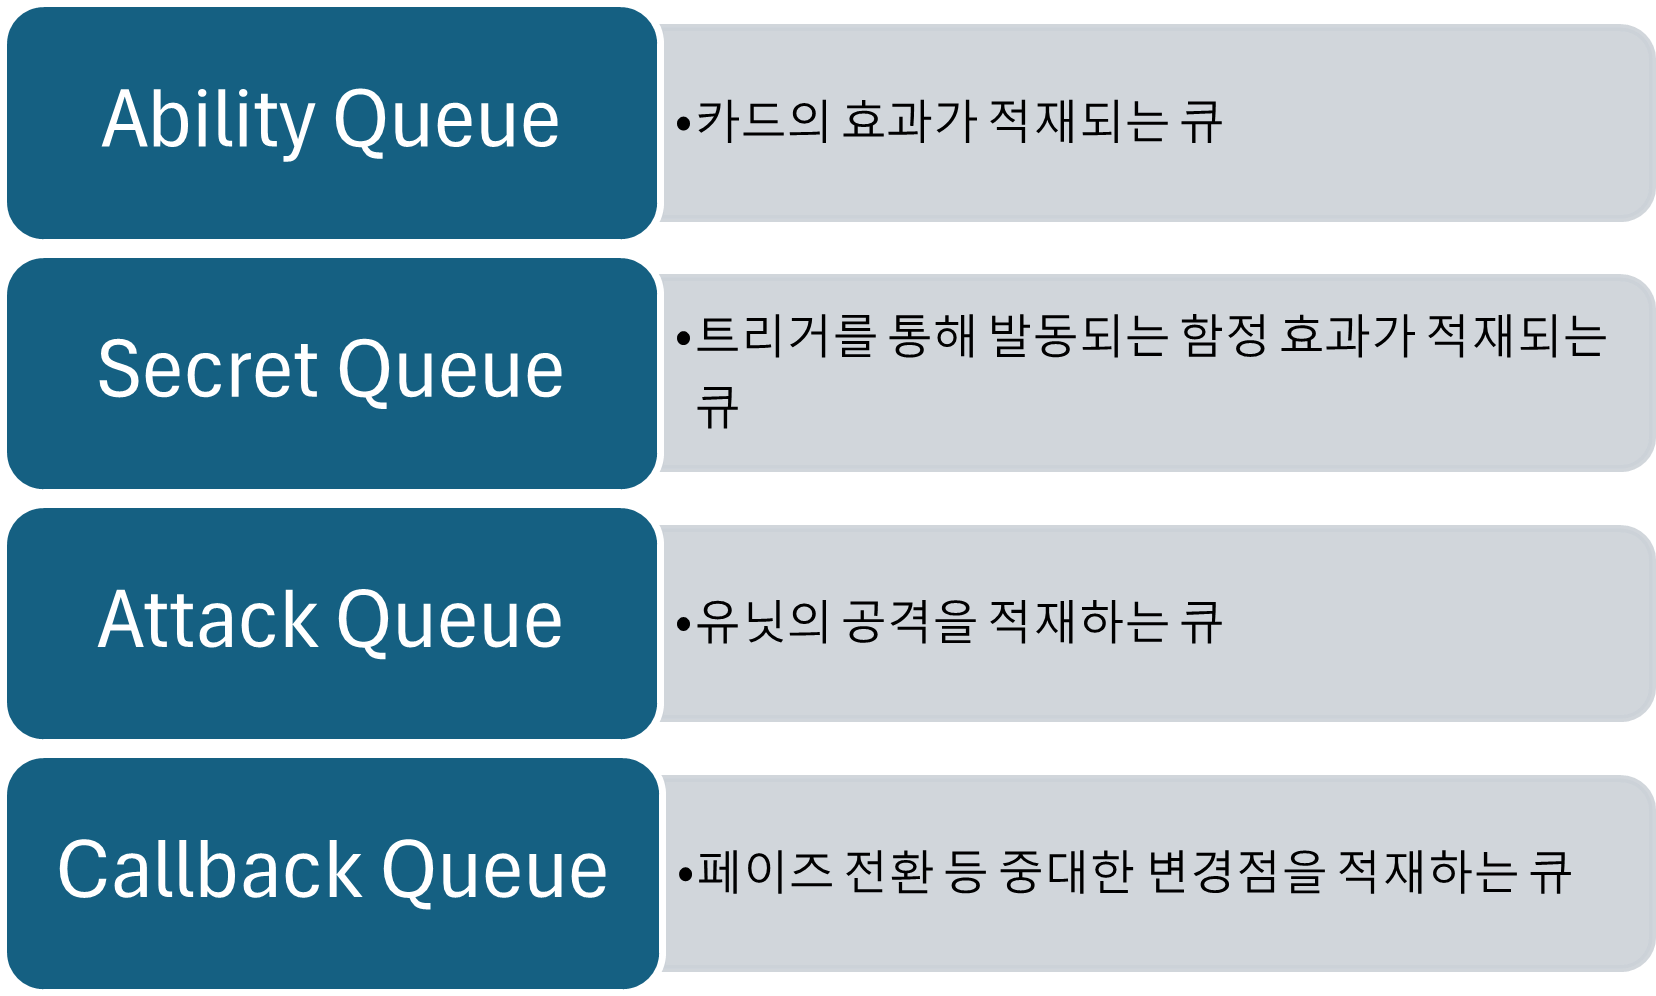 Ability Queue
•카드의 효과가 적재되는 큐
Secret Queue
•트리거를 통해 발동되는 함정 효과가 적재되는
큐
Attack Queue
•유닛의 공격을 적재하는 큐
Callback Queue
•페이즈 전환 등 중대한 변경점을 적재하는 큐